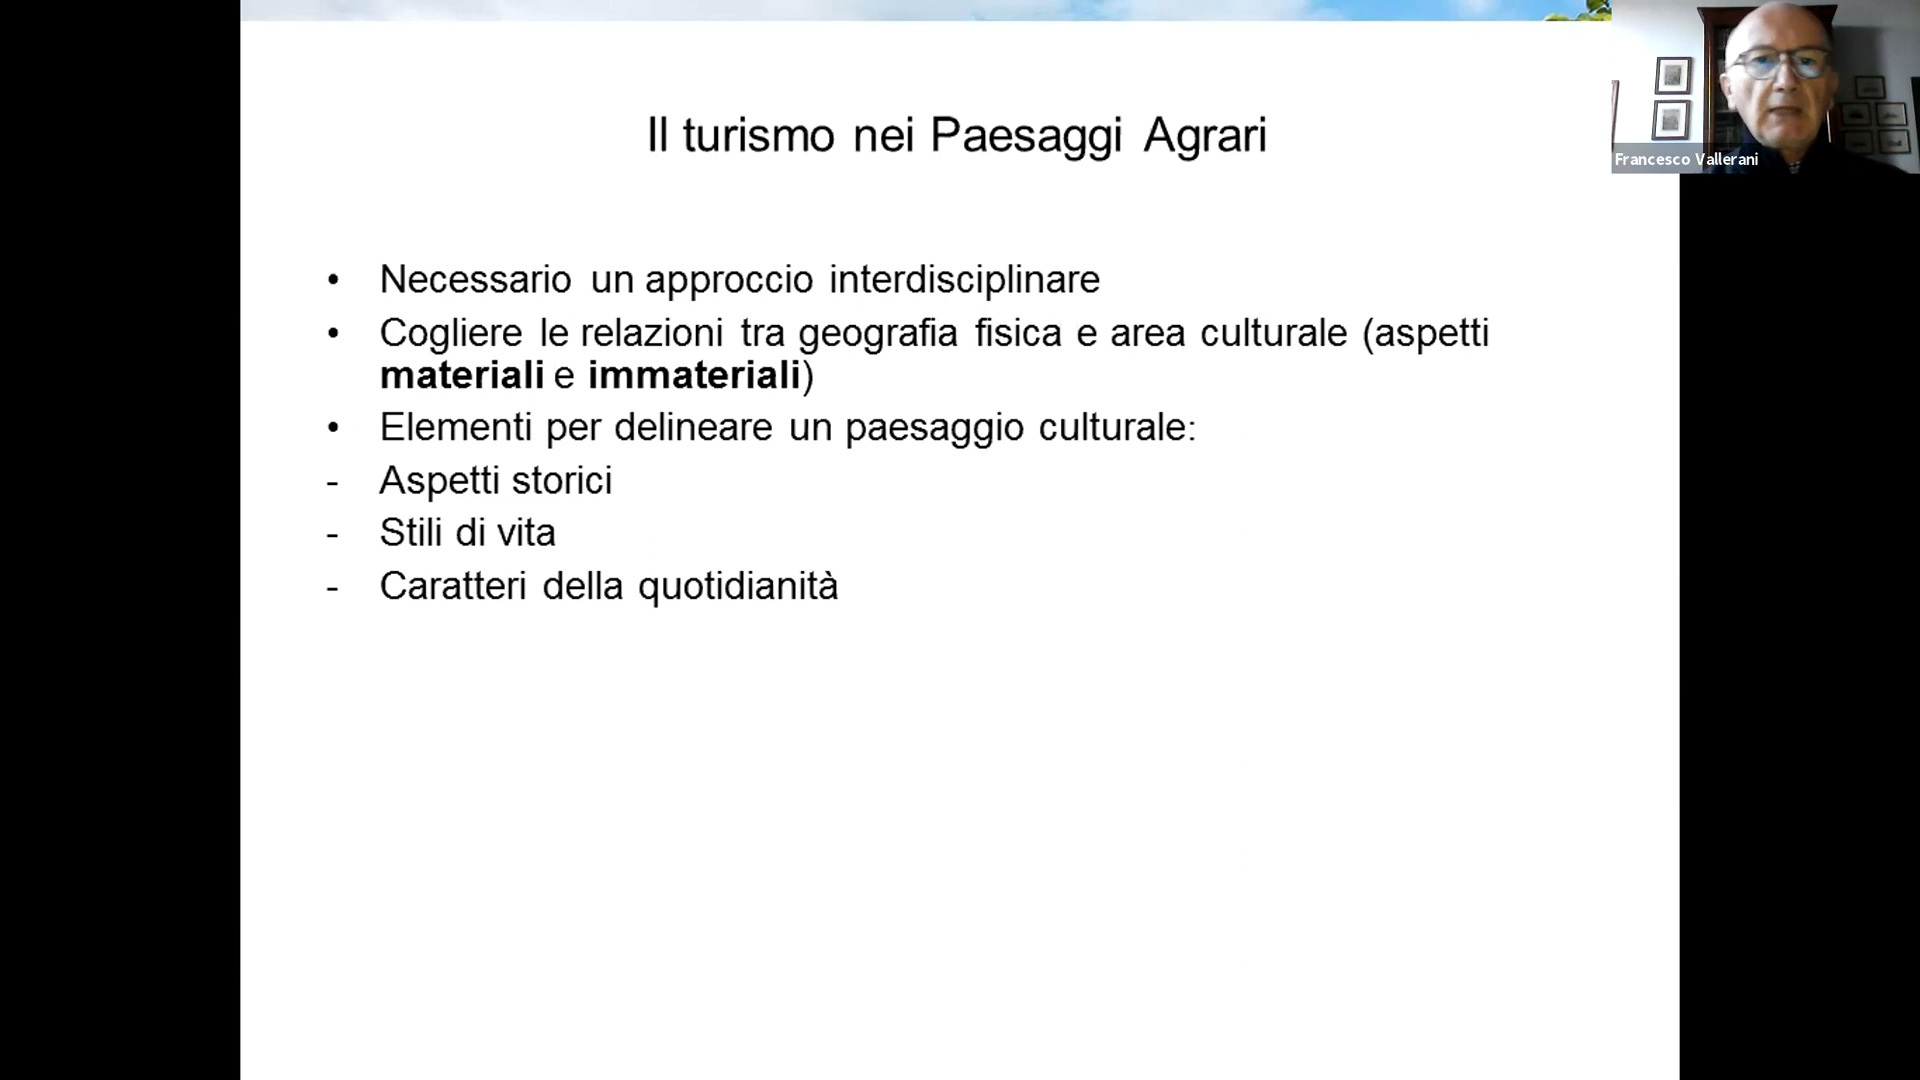 Il turismo nei Paesaggi Agrari
Francesco Vallerani
• Necessario un approccio interdisciplinare
• Cogliere le relazioni tra geografia fisica e area culturale (aspetti
materiali e immateriali)
• Elementi per delineare un paesaggio culturale:
- Aspetti storici
- Stili di vita
- Caratteri della quotidianità